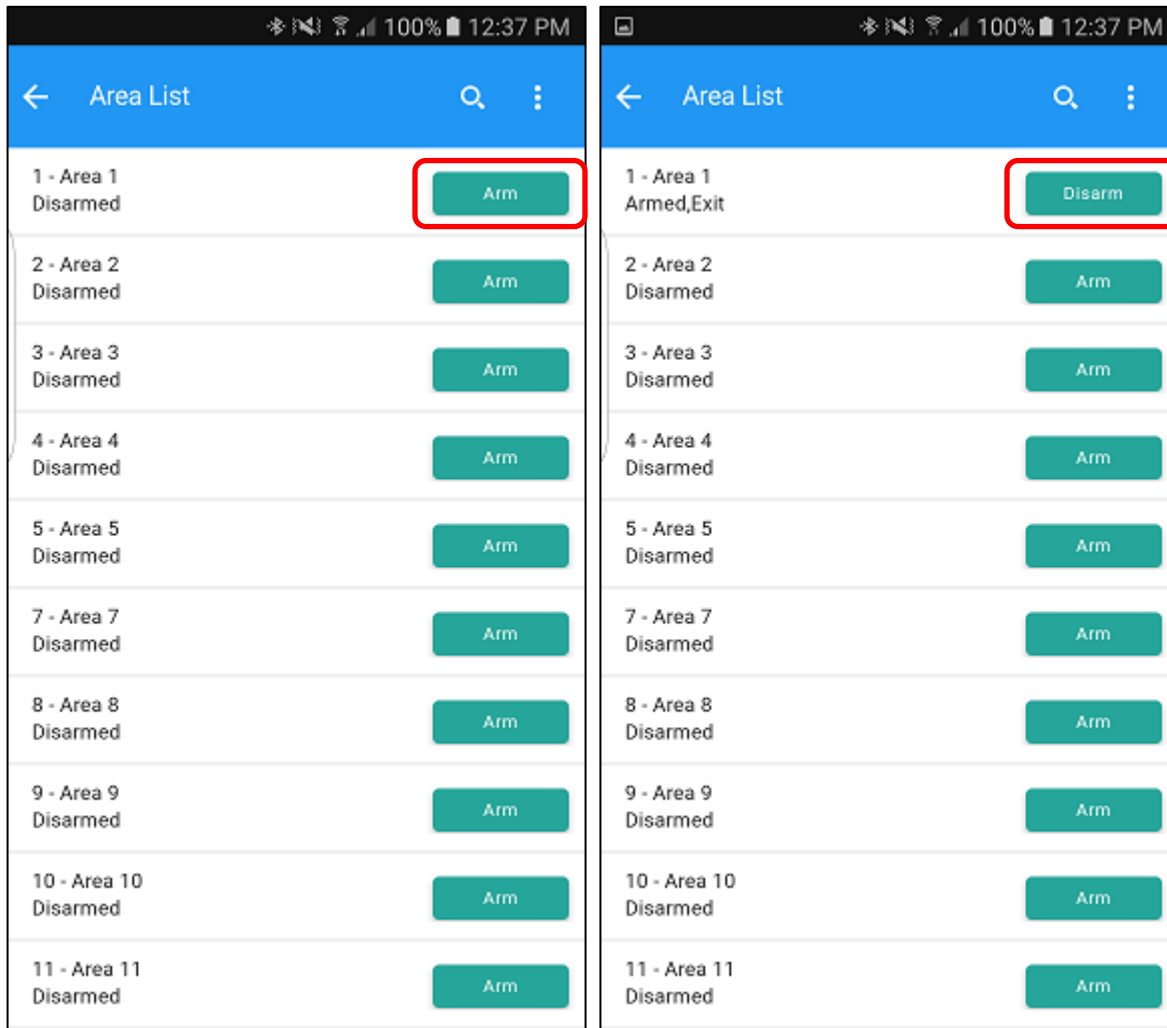 100% 12:37 PM
Area List
1 - Area 1
Disarmed
Arm
2 - Area 2
Disarmed
Arm
3 - Area 3
Disarmed
Arm
4 - Area 4
Disarmed
Arm
5 - Area 5
Disarmed
Arm
7 - Area 7
Disarmed
Arm
8 - Area 8
Disarmed
Arm
9 - Area 9
Disarmed
Arm
10 - Area 10
Disarmed
Arm
11 - Area 11
Disarmed
Arm
100% 12:37 PM
Area List
1 - Area 1
Armed,Exit
Disarm
2 - Area 2
Disarmed
Arm
3 - Area 3
Disarmed
Arm
4 - Area 4
Disarmed
Arm
5 - Area 5
Disarmed
Arm
7 - Area 7
Disarmed
Arm
8 - Area 8
Disarmed
Arm
9 - Area 9
Disarmed
Arm
10 - Area 10
Disarmed
Arm
11 - Area 11
Disarmed
Arm